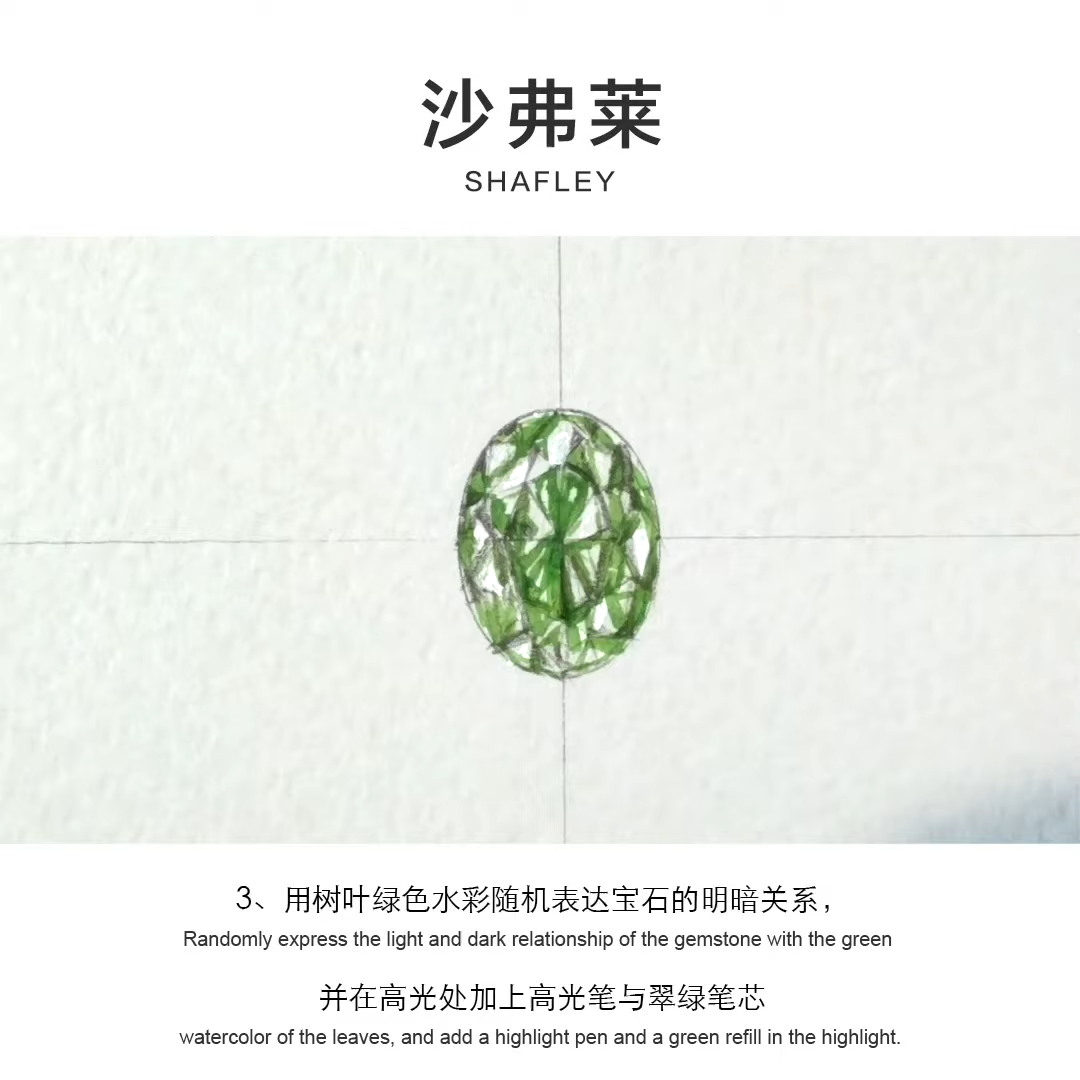 沙弗莱
SHAFLEY
3、用树叶绿色水彩随机表达宝石的明暗关系，
Randomly express the light and dark relationship of the gemstone with the green
并在高光处加上高光笔与翠绿笔芯
watercolor of the leaves, and add a highlight pen and a green refill in the highlight.